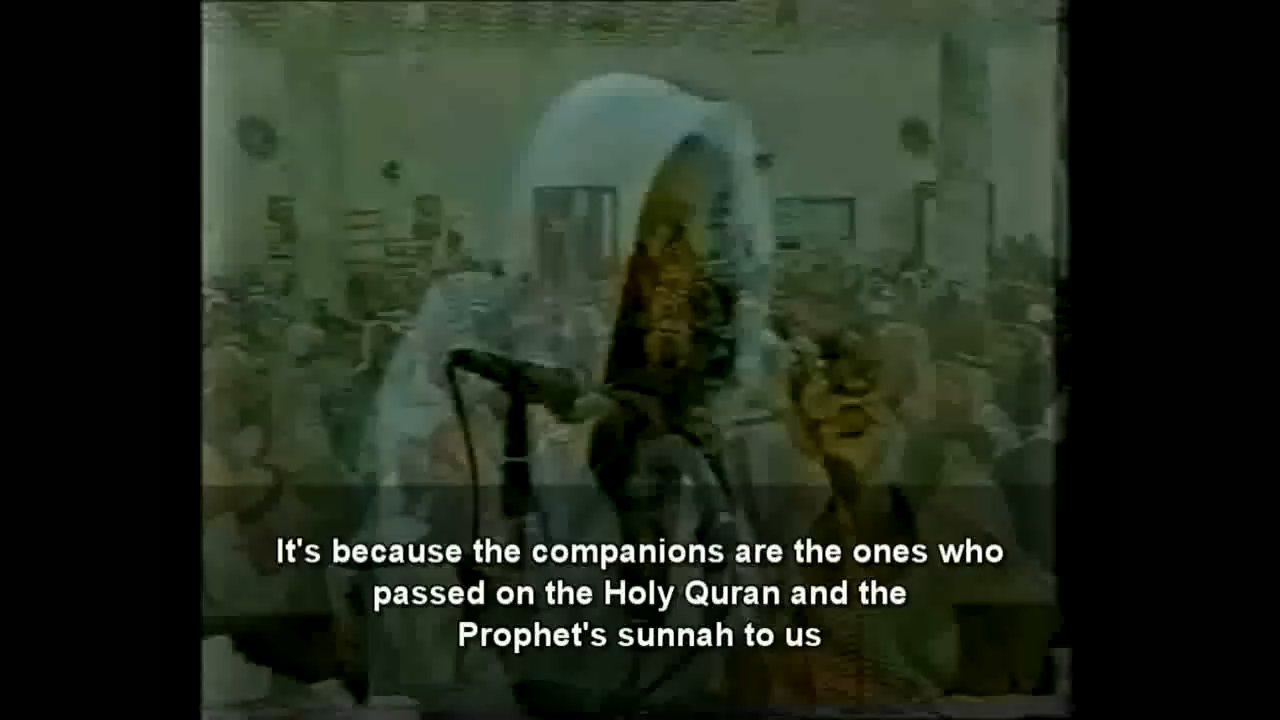 It's because the companions are the ones who
passed on the Holy Quran and the
Prophet's sunnah to us